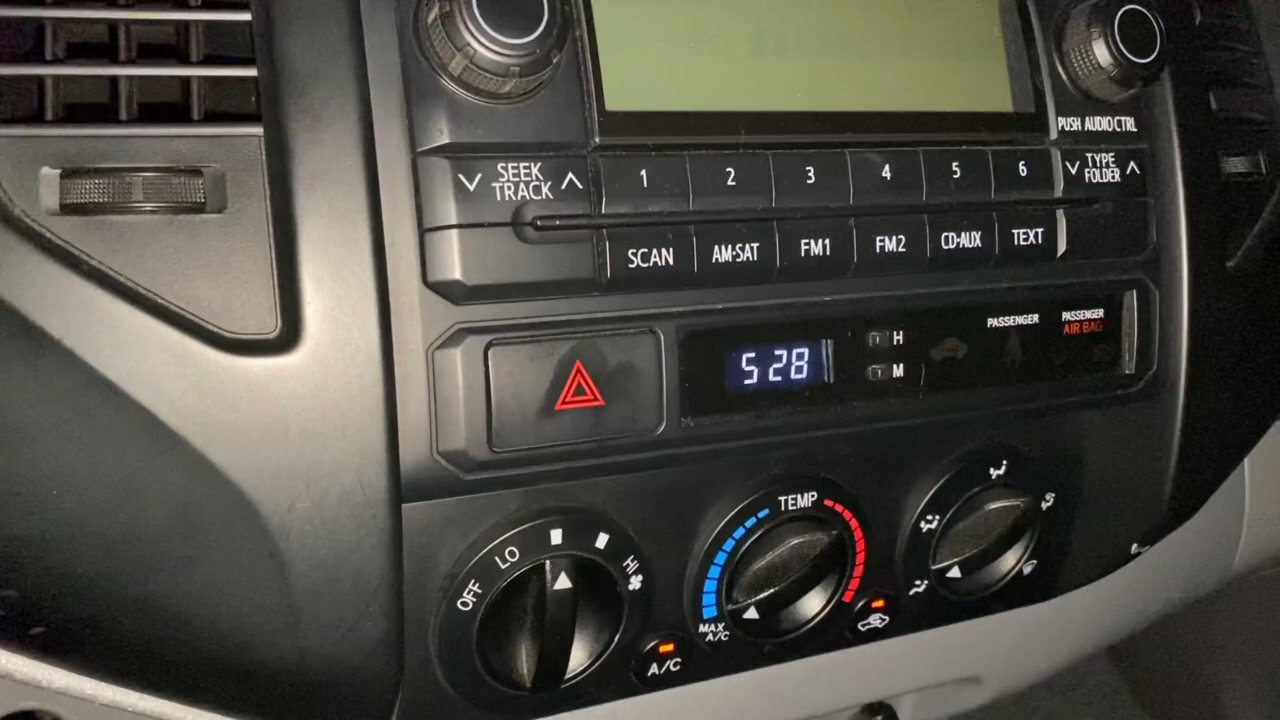 PUSH AUDIO CTRL
SEEK
TRACK
1 2 3 4 5 6
TYPE
FOLDER
SCAN AM·SAT FM1 FM2 CD·AUX TEXT
5 28
H
M
PASSENGER
PASSENGER
AIR BAG
OFF LO HI
A/C
TEMP
MAX
A/C